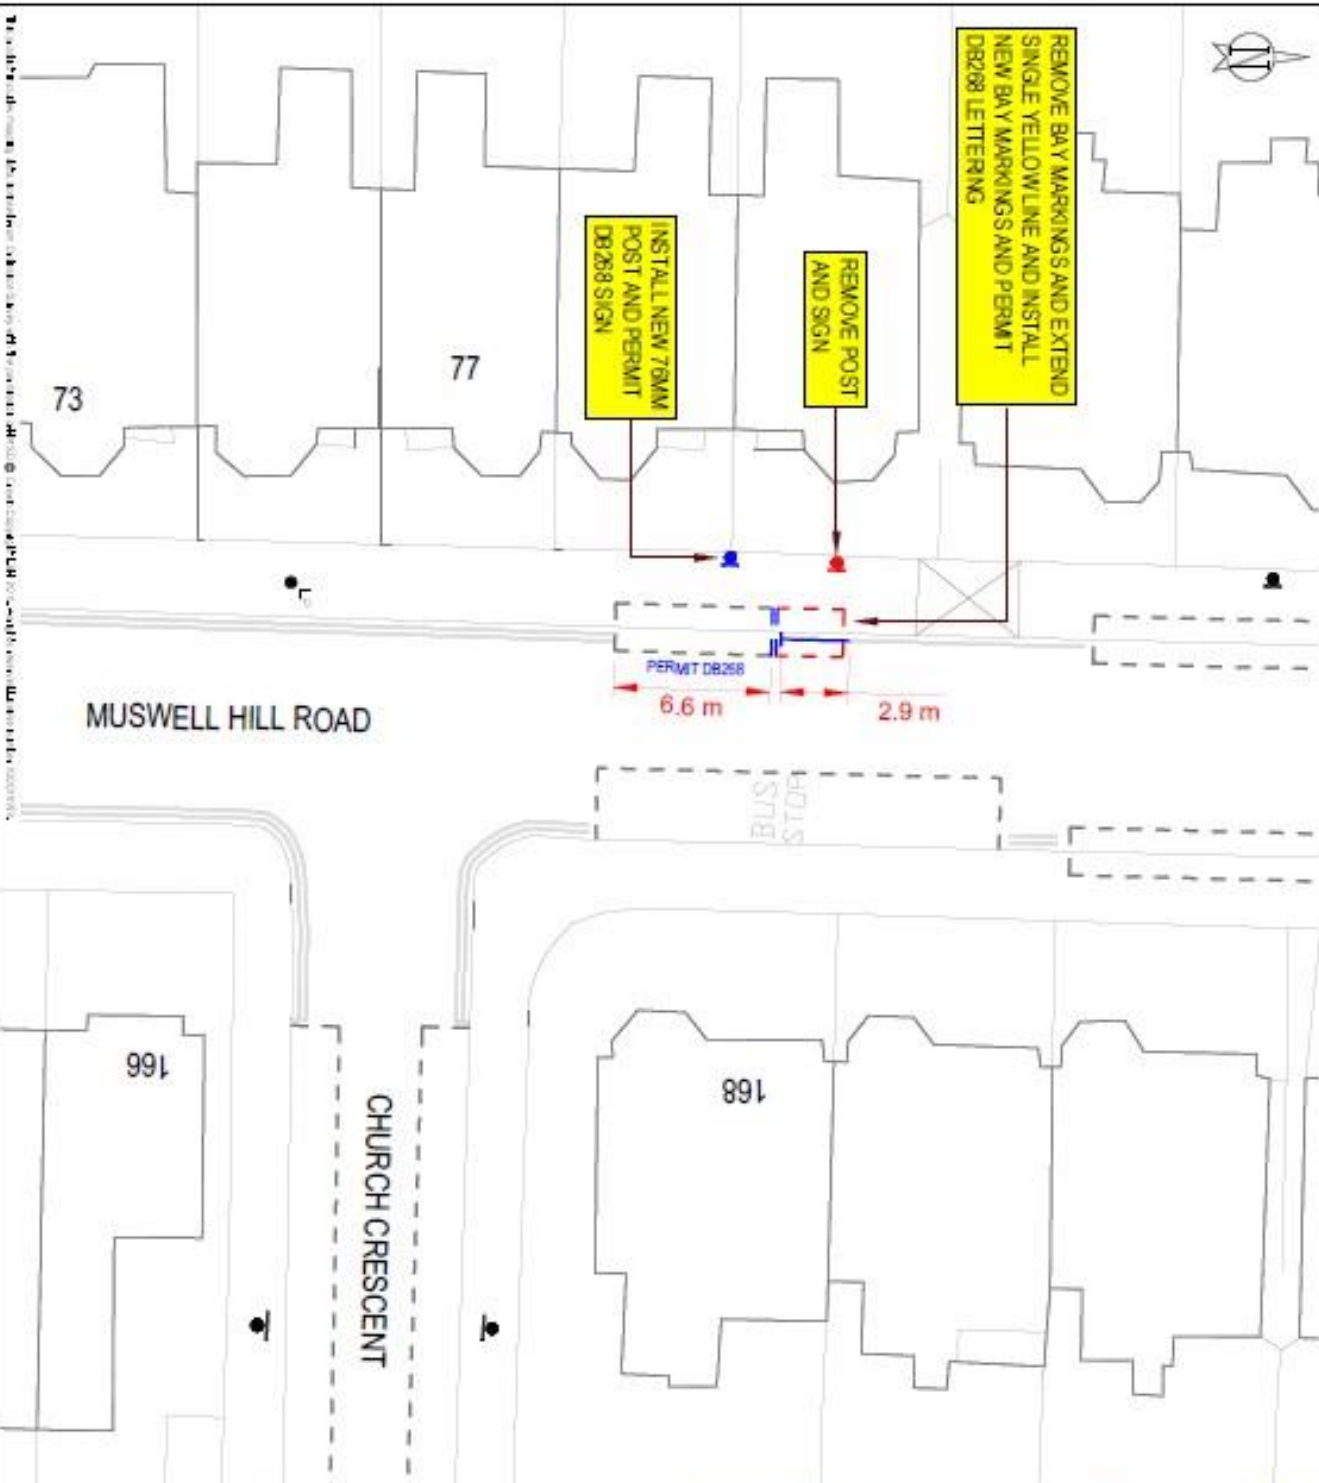 REMOVE BAY MARKINGS AND EXTEND
SINGLE YELLOW LINE AND INSTALL
NEW BAY MARKINGS AND PERMIT
DB268 LETTERING
N
REMOVE POST
AND SIGN
INSTALL NEW 76MM
POST AND PERMIT
DB268 SIGN
73
77
L
PERMIT DB268
6.6 m
2.9 m
MUSWELL HILL ROAD
BUS
STOP
166
168
CHURCH CRESCENT